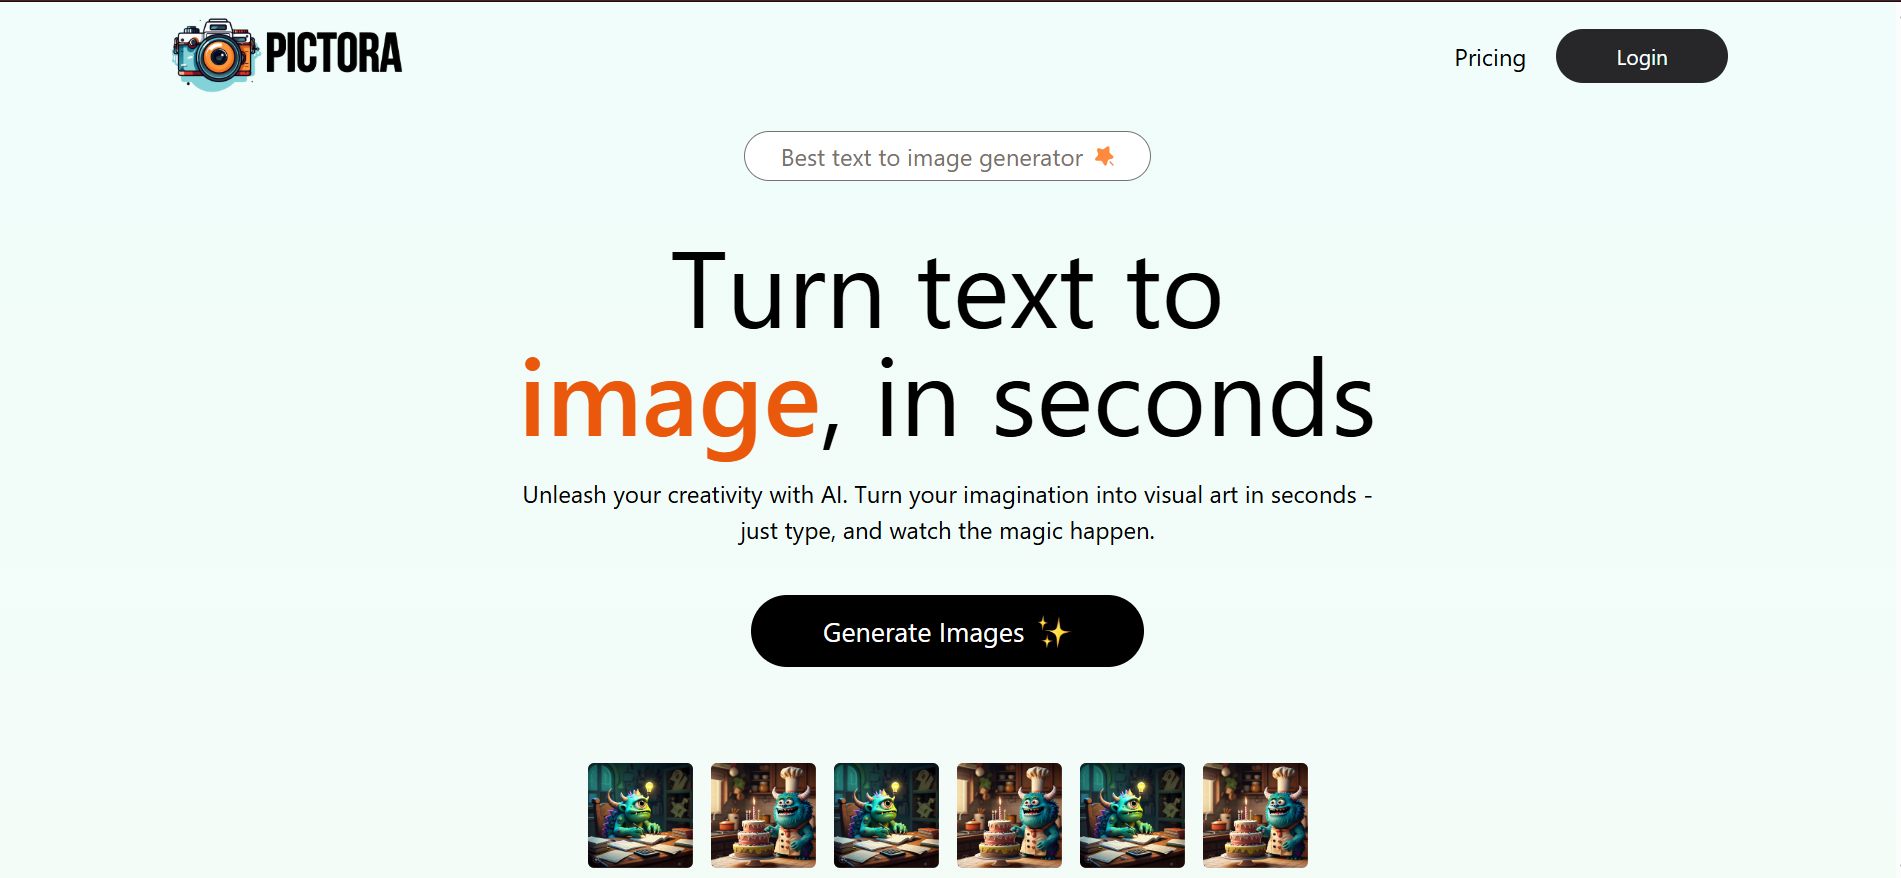 PICTORA
Pricing
Login
Best text to image generator
Turn text to
image, in seconds
Unleash your creativity with AI. Turn your imagination into visual art in seconds -
just type, and watch the magic happen.
Generate Images ✨